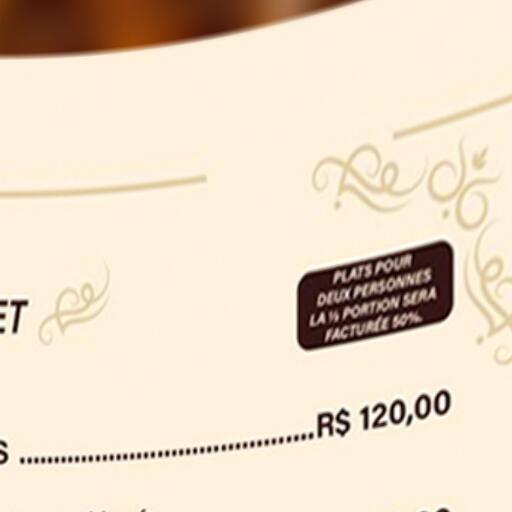 ET
PLATS POUR
DEUX PERSONNES
LA ½ PORTION SERA
FACTURÉE 50%.
S ............................................R$ 120,00